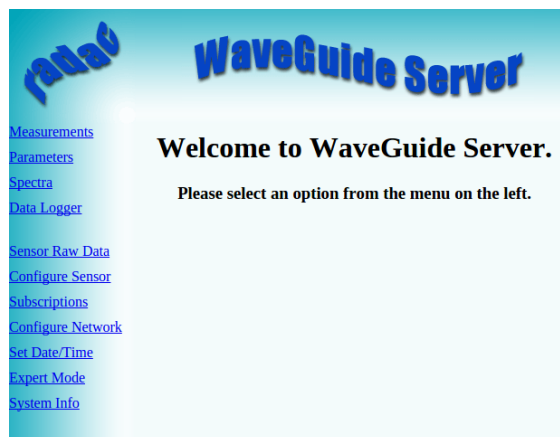 radac
WaveGuide Server
Measurements
Parameters
Spectra
Data Logger
Sensor Raw Data
Configure Sensor
Subscriptions
Configure Network
Set Date/Time
Expert Mode
System Info
Welcome to WaveGuide Server.
Please select an option from the menu on the left.